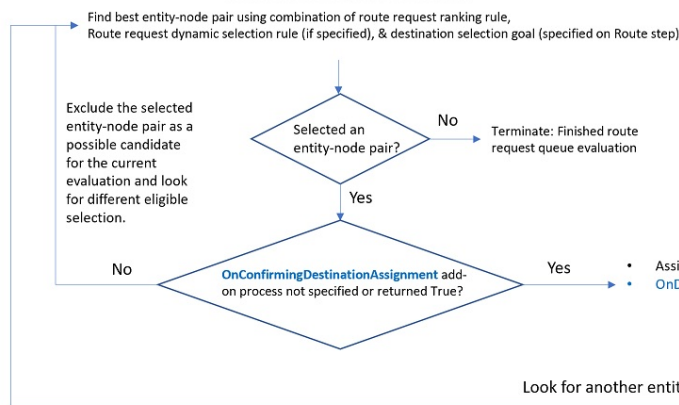 Find best entity-node pair using combination of route request ranking rule,
Route request dynamic selection rule (if specified), & destination selection goal (specified on Route step)
Exclude the selected
entity-node pair as a
possible candidate
for the current
evaluation and look
for different eligible
selection.
Selected an
entity-node pair?
No
Terminate: Finished route
request queue evaluation
Yes
No
OnConfirmingDestinationAssignment add-
on process not specified or returned True?
Yes
• Assi
• OnD
Look for another entit